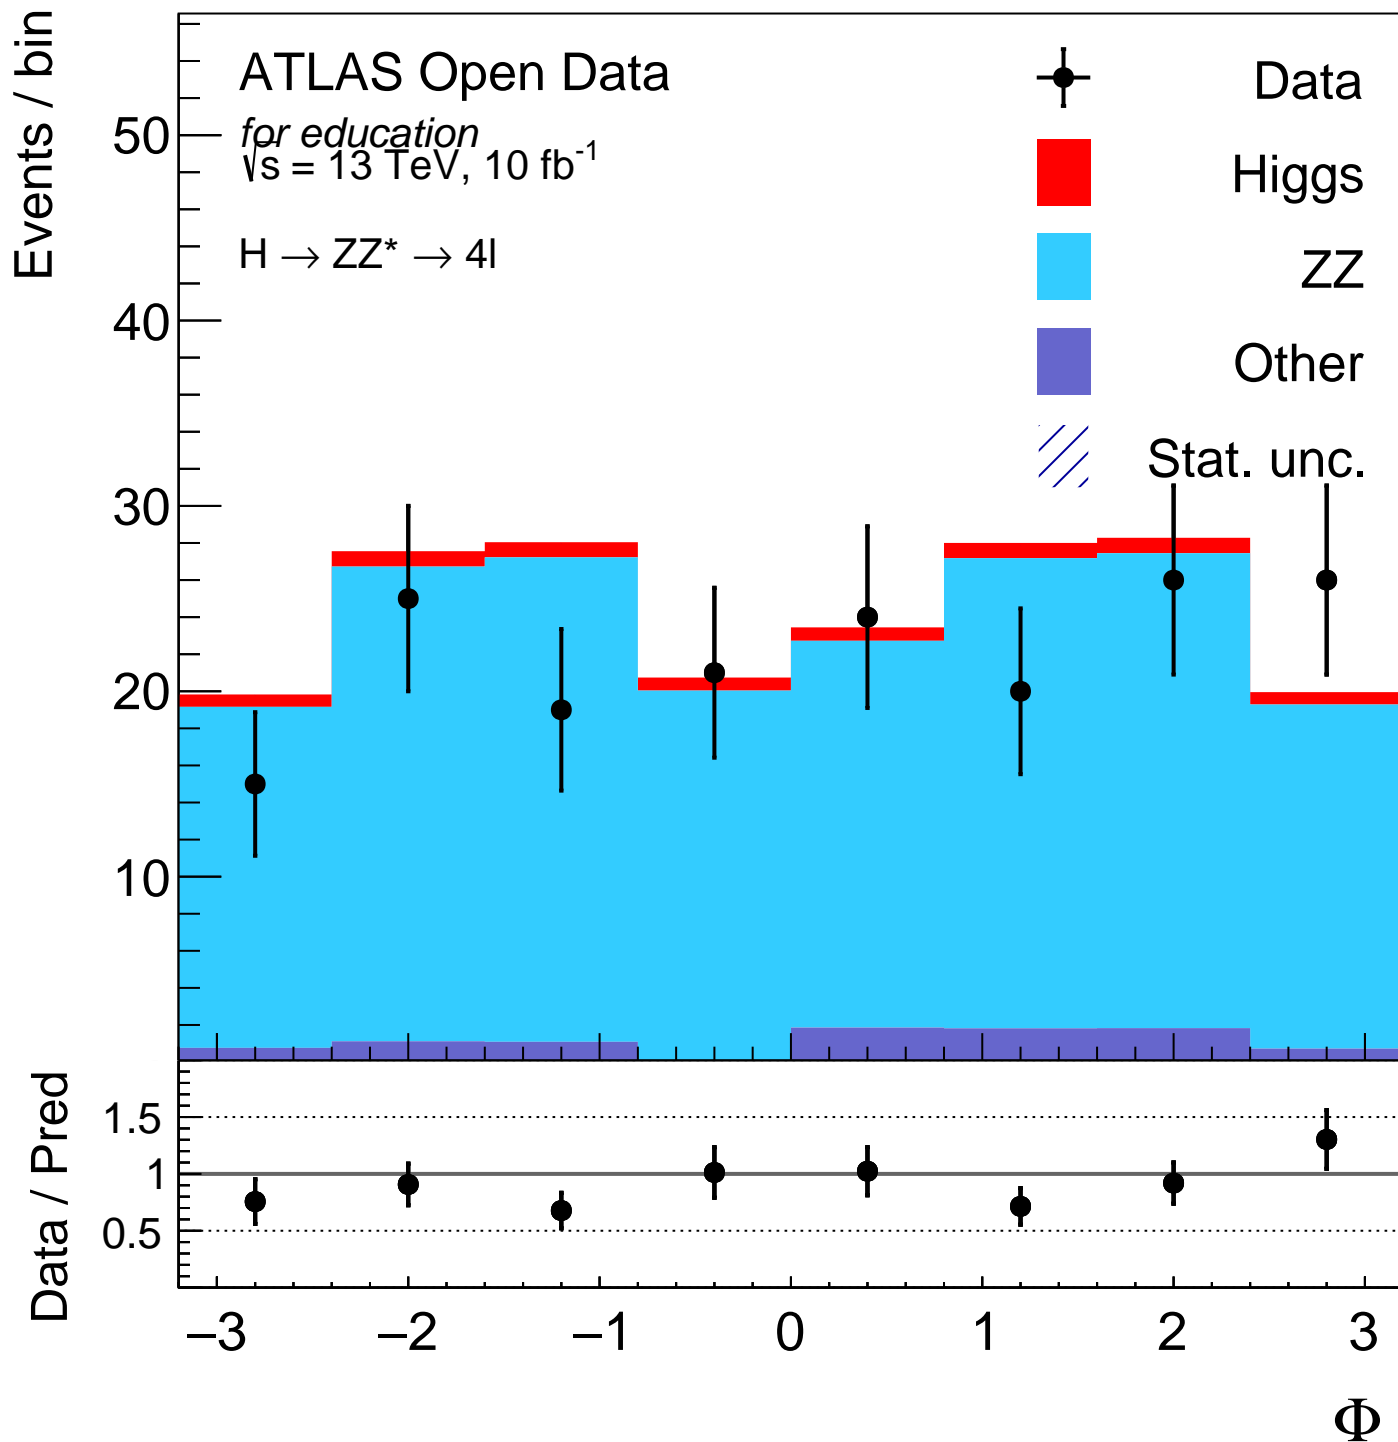 Events / bin
ATLAS Open Data
for education
√s = 13 TeV, 10 fb⁻¹
H → ZZ* → 4l
Data
Higgs
ZZ
Other
Stat. unc.
50
40
30
20
10
Data / Pred
1.5
1
0.5
−3 −2 −1 0 1 2 3
Φ